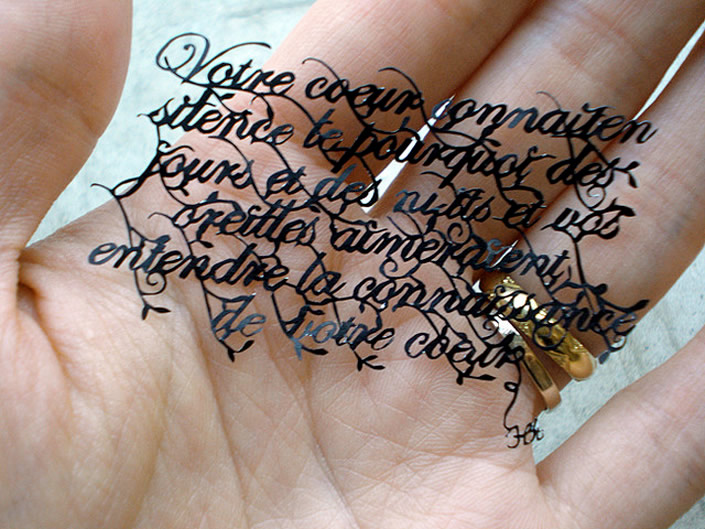 Votre coeur connait en
silence le pourquoi des
jours et des nuits et vos
oreilles aimeraient,
entendre la connaissance
de votre coeur